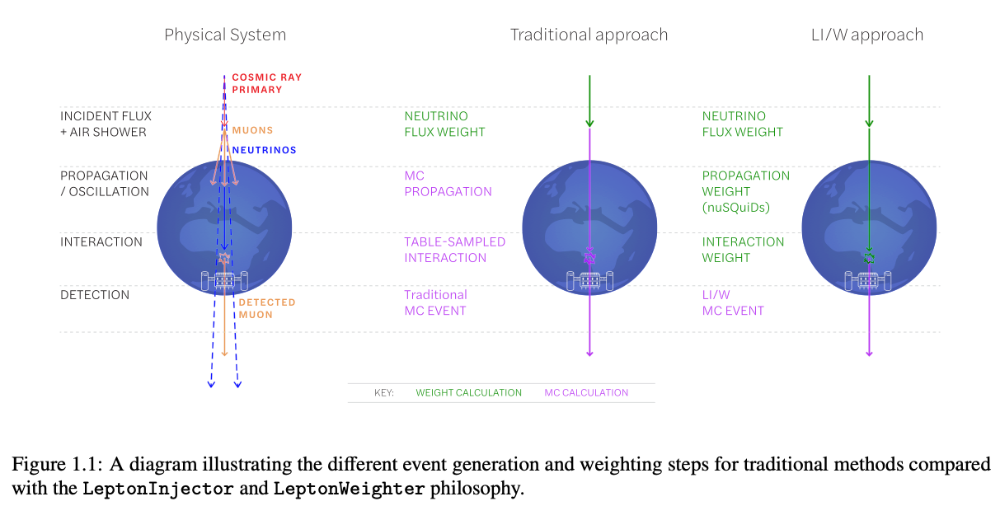 Physical System
Traditional approach
LI/W approach
COSMIC RAY
PRIMARY
INCIDENT FLUX
+ AIR SHOWER
MUONS
NEUTRINOS
NEUTRINO
FLUX WEIGHT
NEUTRINO
FLUX WEIGHT
PROPAGATION
/ OSCILLATION
MC
PROPAGATION
PROPAGATION
WEIGHT
(nuSQuiDs)
INTERACTION
TABLE-SAMPLED
INTERACTION
INTERACTION
WEIGHT
DETECTION
DETECTED
MUON
Traditional
MC EVENT
LI/W
MC EVENT
KEY:
WEIGHT CALCULATION
MC CALCULATION
Figure 1.1: A diagram illustrating the different event generation and weighting steps for traditional methods compared
with the LeptonInjector and LeptonWeighter philosophy.